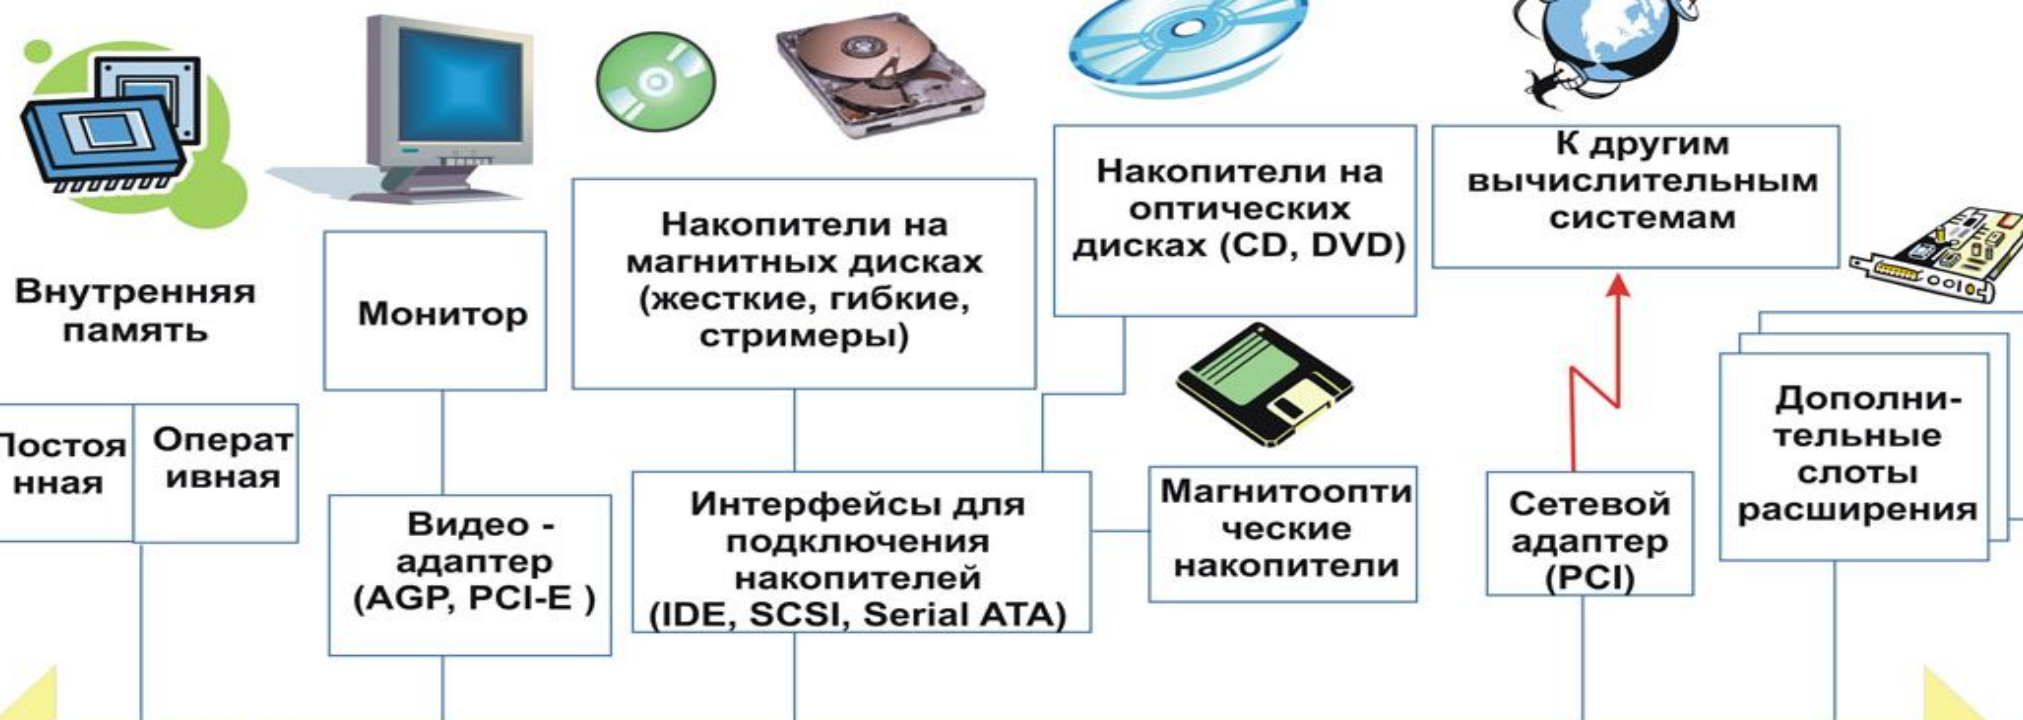 Внутренняя
память
Постоя
нная
Операт
ивная
Монитор
Видео -
адаптер
(AGP, PCI-E )
Накопители на
магнитных дисках
(жесткие, гибкие,
стримеры)
Интерфейсы для
подключения
накопителей
(IDE, SCSI, Serial ATA)
Накопители на
оптических
дисках (CD, DVD)
Магнитоопти
ческие
накопители
К другим
вычислительным
системам
Сетевой
адаптер
(PCI)
Дополни-
тельные
слоты
расширения